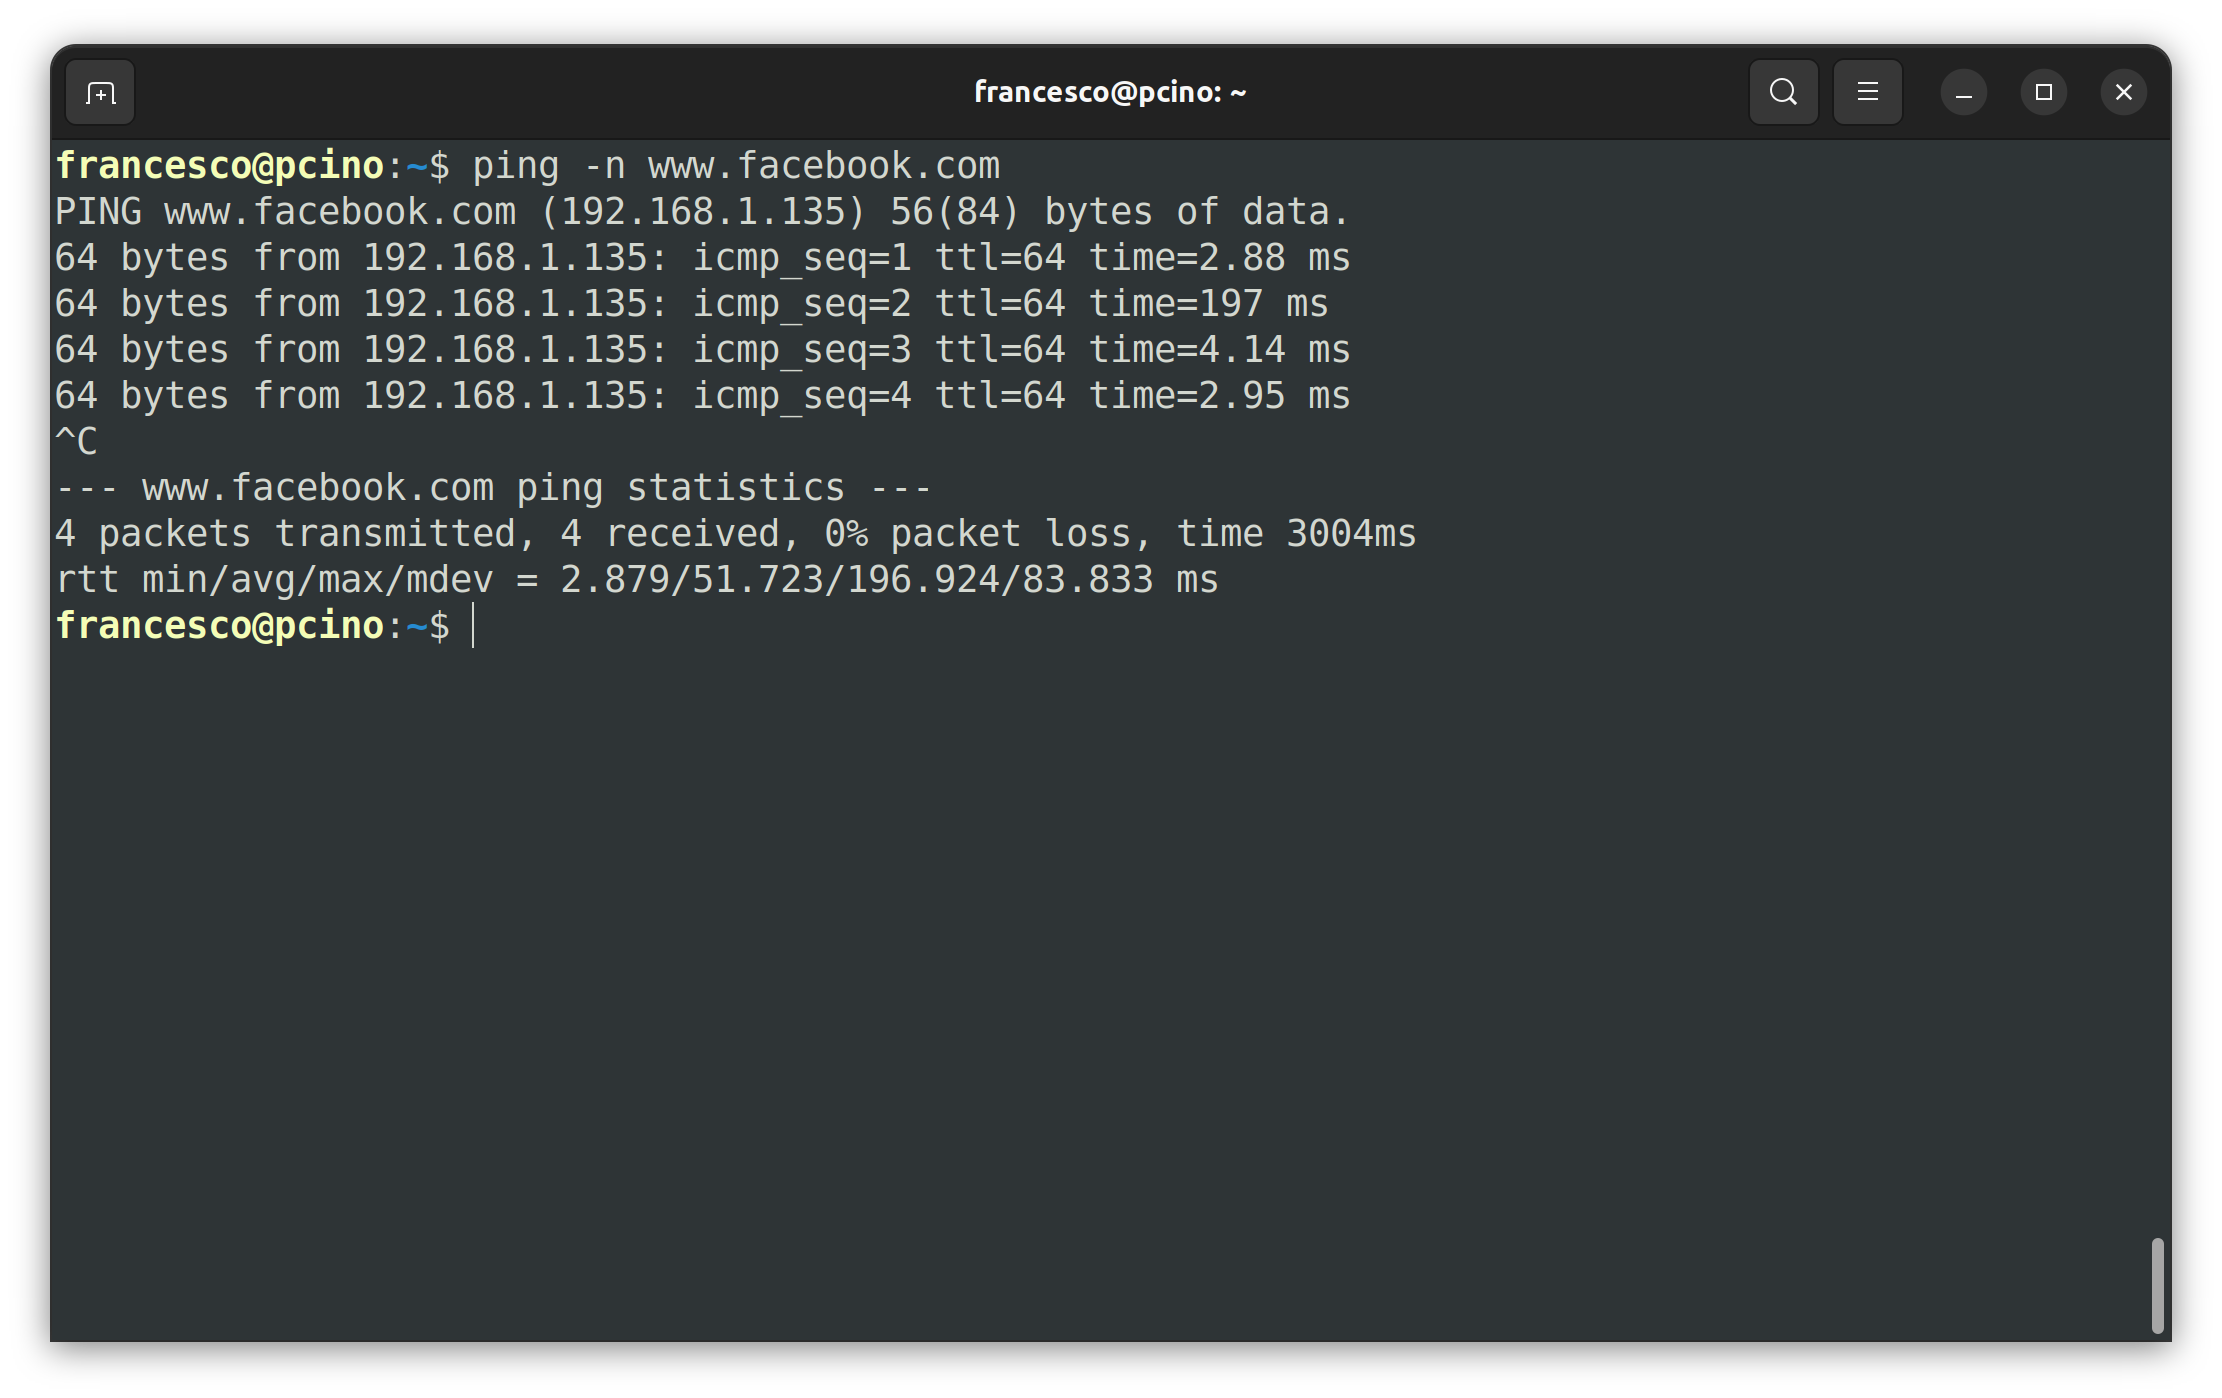 francesco@pcino: ~
francesco@pcino:~$ ping -n www.facebook.com
PING www.facebook.com (192.168.1.135) 56(84) bytes of data.
64 bytes from 192.168.1.135: icmp_seq=1 ttl=64 time=2.88 ms
64 bytes from 192.168.1.135: icmp_seq=2 ttl=64 time=197 ms
64 bytes from 192.168.1.135: icmp_seq=3 ttl=64 time=4.14 ms
64 bytes from 192.168.1.135: icmp_seq=4 ttl=64 time=2.95 ms
^C
--- www.facebook.com ping statistics ---
4 packets transmitted, 4 received, 0% packet loss, time 3004ms
rtt min/avg/max/mdev = 2.879/51.723/196.924/83.833 ms
francesco@pcino:~$